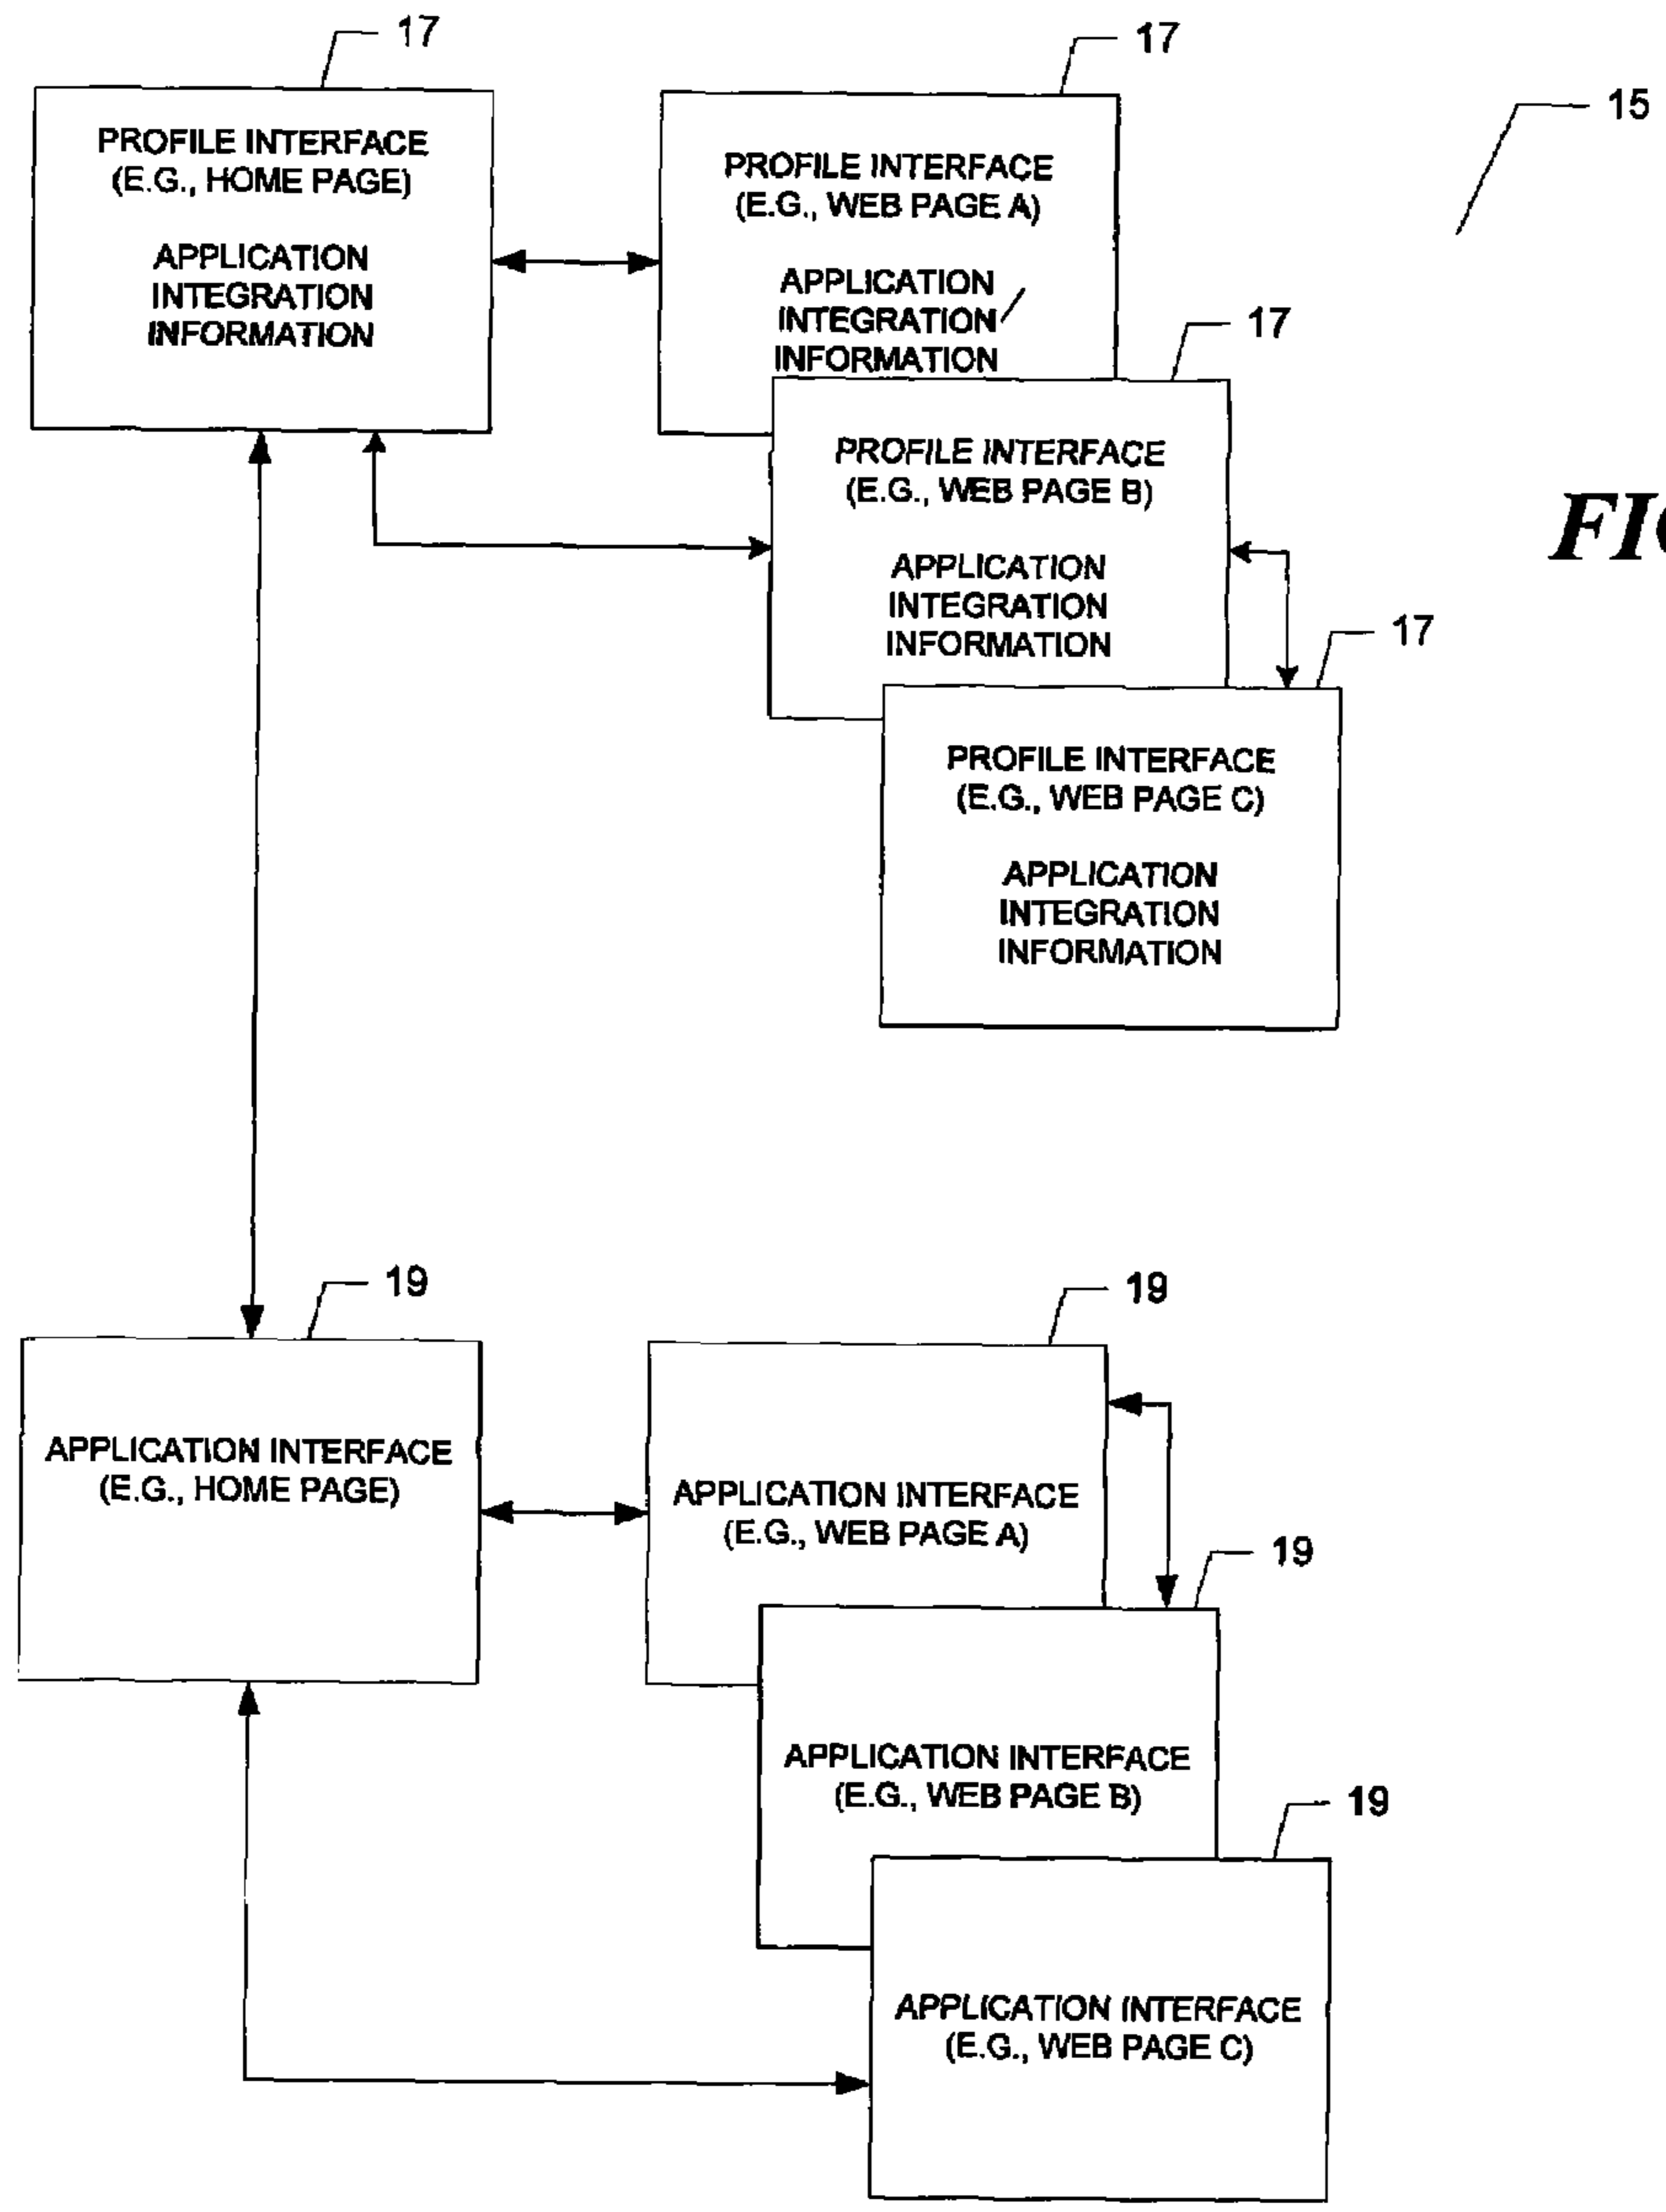 17
PROFILE INTERFACE
(E.G., HOME PAGE)
APPLICATION
INTEGRATION
INFORMATION
17
PROFILE INTERFACE
(E.G., WEB PAGE A)
APPLICATION
INTEGRATION
INFORMATION
15
17
PROFILE INTERFACE
(E.G., WEB PAGE B)
APPLICATION
INTEGRATION
INFORMATION
17
PROFILE INTERFACE
(E.G., WEB PAGE C)
APPLICATION
INTEGRATION
INFORMATION
19
APPLICATION INTERFACE
(E.G., HOME PAGE)
19
APPLICATION INTERFACE
(E.G., WEB PAGE A)
19
APPLICATION INTERFACE
(E.G., WEB PAGE B)
19
APPLICATION INTERFACE
(E.G., WEB PAGE C)